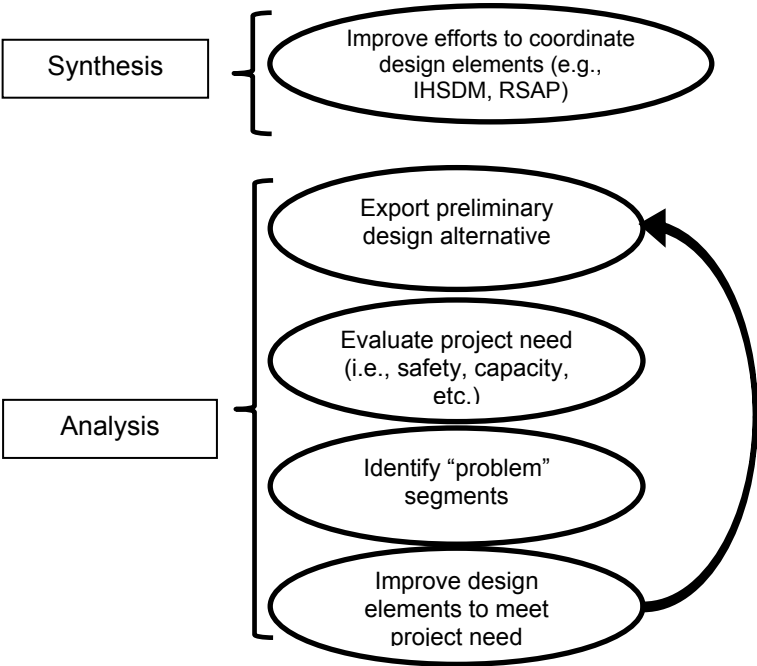 Synthesis
Improve efforts to coordinate
design elements (e.g.,
IHSDM, RSAP)
Export preliminary
design alternative
Evaluate project need
(i.e., safety, capacity,
etc.)
Analysis
Identify “problem”
segments
Improve design
elements to meet
project need